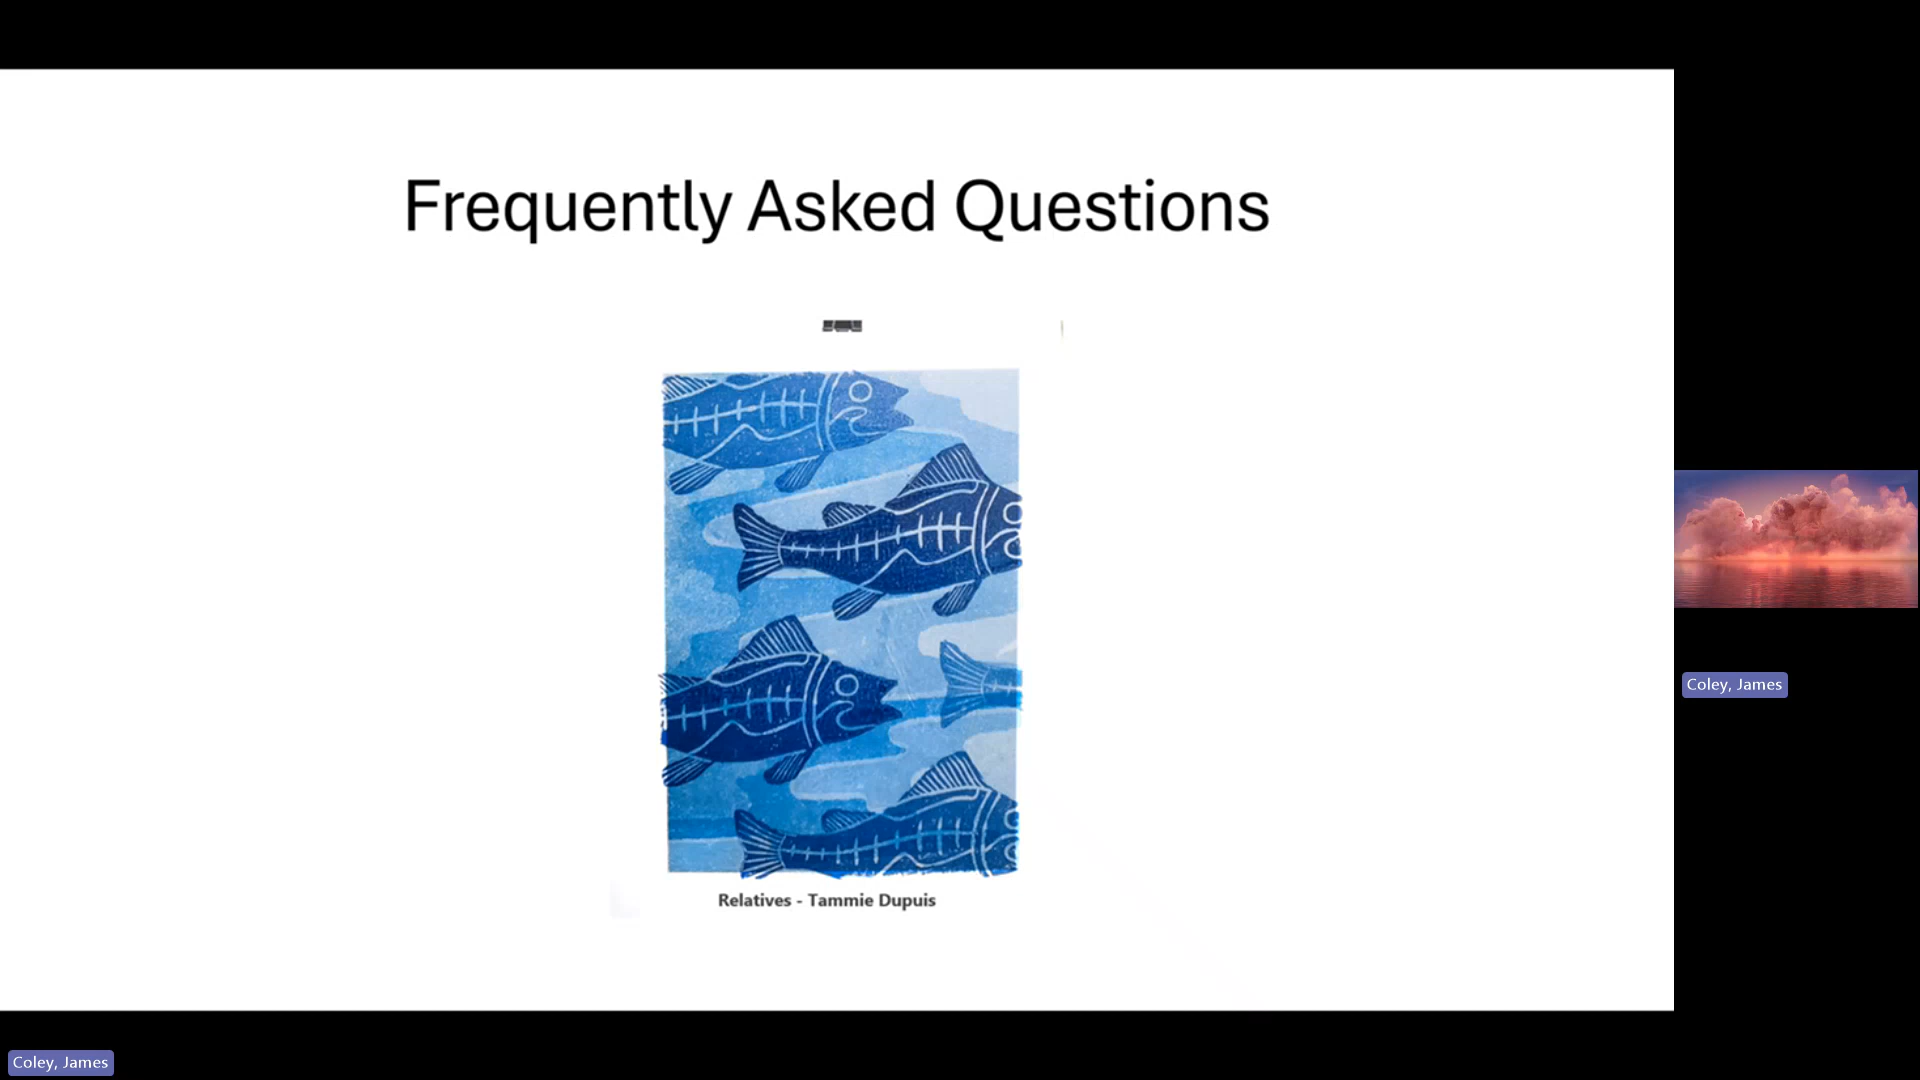 Frequently Asked Questions
Relatives - Tammie Dupuis
Coley, James
Coley, James